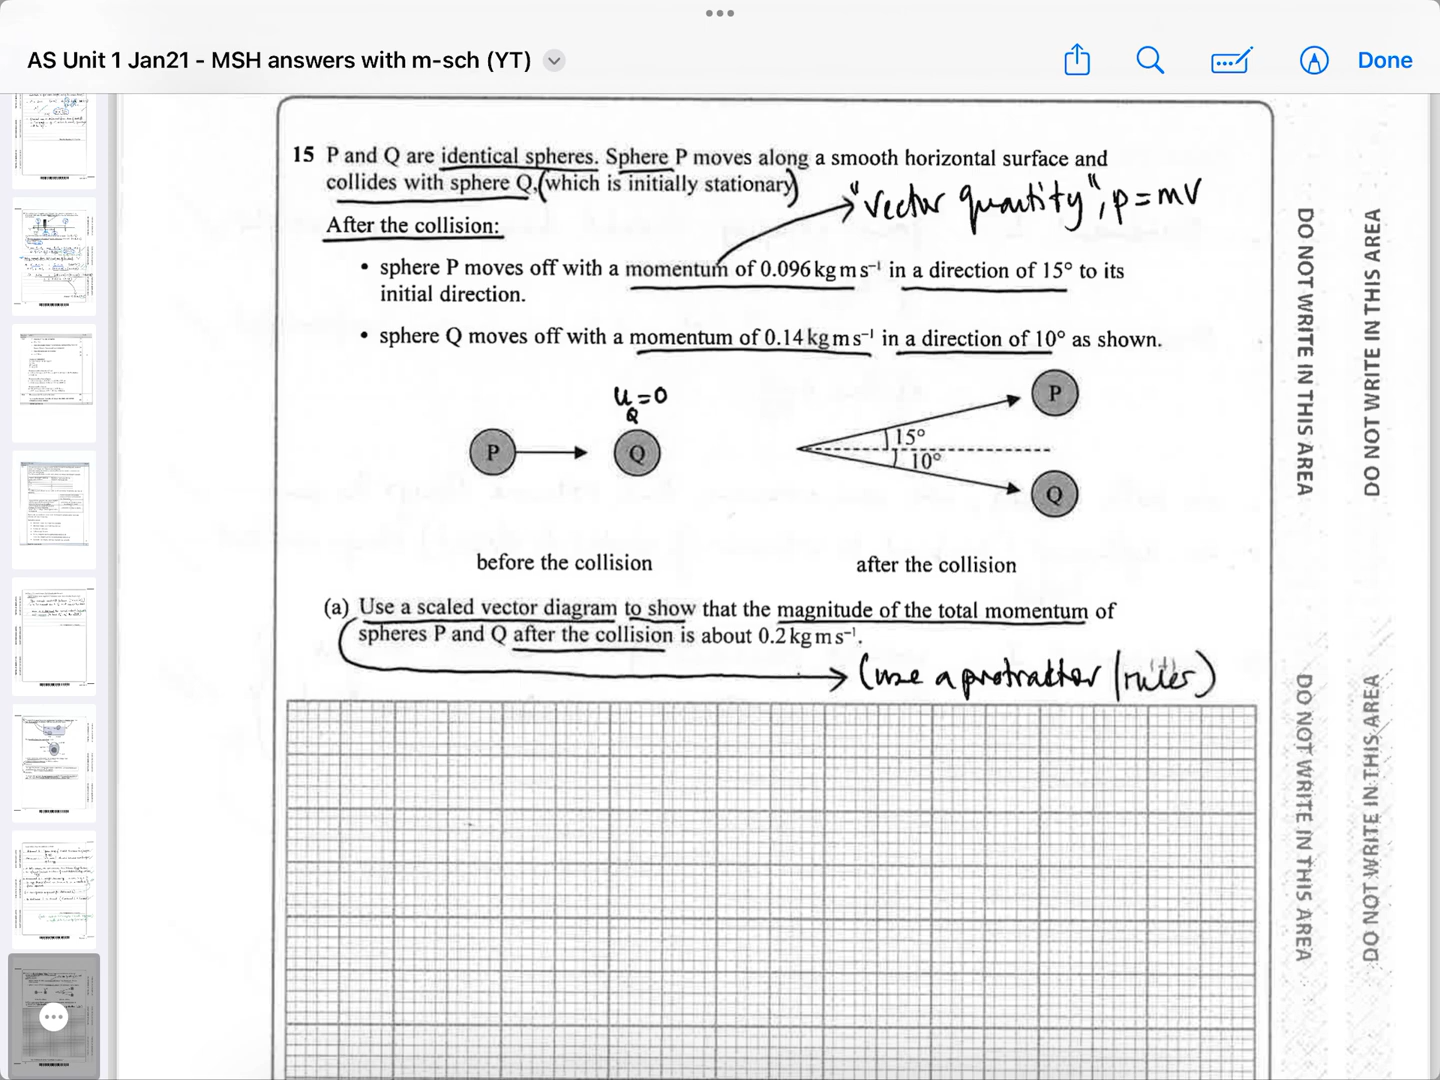 AS Unit 1 Jan21 - MSH answers with m-sch (YT)
Done
15 P and Q are identical spheres. Sphere P moves along a smooth horizontal surface and
collides with sphere Q, (which is initially stationary)
"vector quantity", p = mv
After the collision:
• sphere P moves off with a momentum of 0.096 kg m s⁻¹ in a direction of 15° to its
initial direction.
• sphere Q moves off with a momentum of 0.14 kg m s⁻¹ in a direction of 10° as shown.
u = 0
Q
P
Q
P
15°
10°
Q
before the collision
after the collision
(a) Use a scaled vector diagram to show that the magnitude of the total momentum of
spheres P and Q after the collision is about 0.2 kg m s⁻¹.
(use a protractor /ruler)
DO NOT WRITE IN THIS AREA
DO NOT WRITE IN THIS AREA
DO NOT WRITE IN THIS AREA
DO NOT WRITE IN THIS AREA